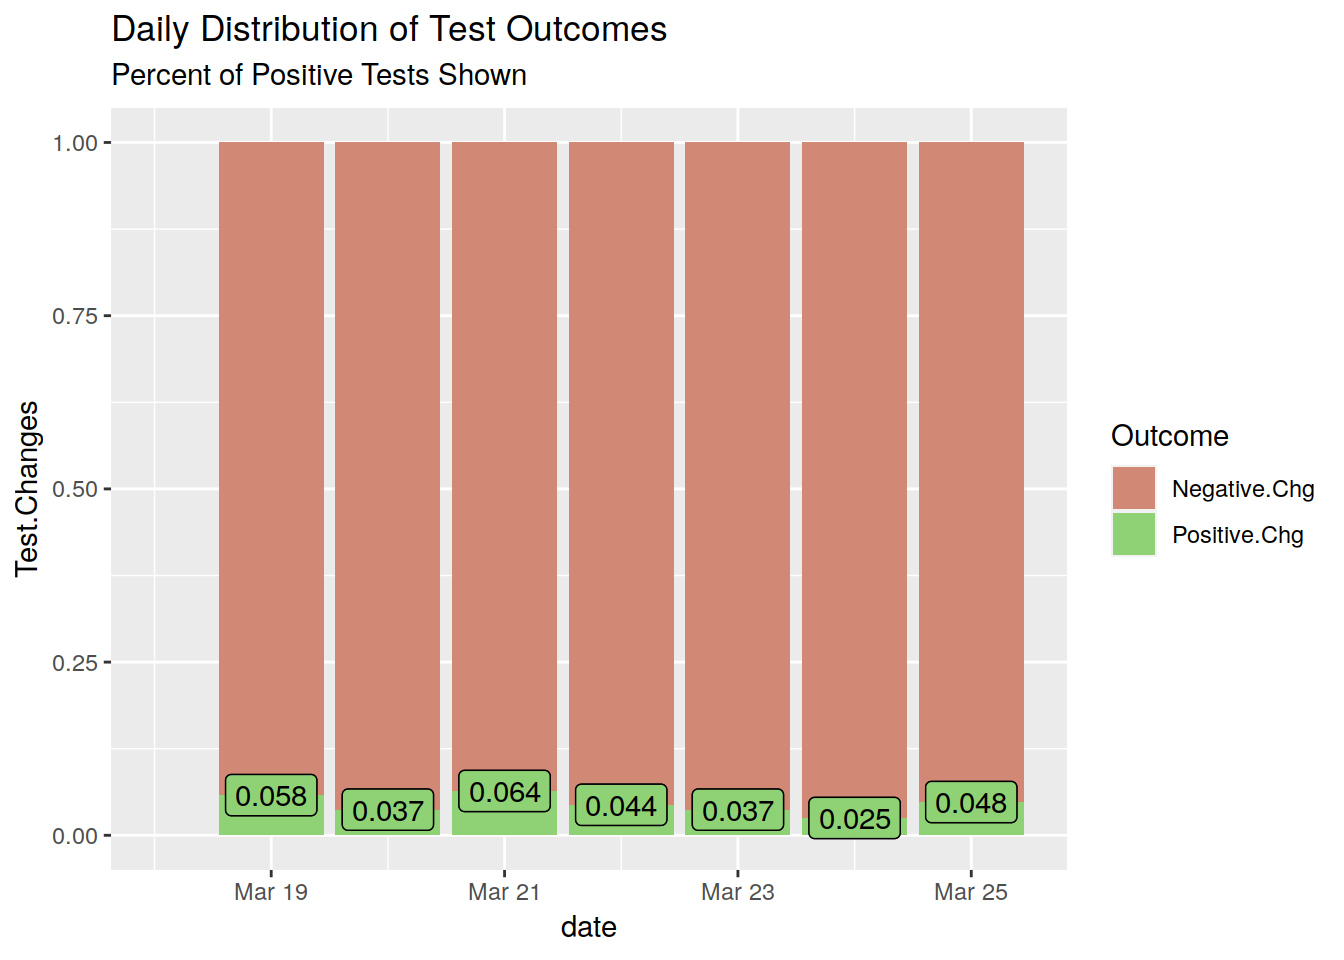 Daily Distribution of Test Outcomes
Percent of Positive Tests Shown
Test.Changes
1.00
0.75
0.50
0.25
0.00
0.058
0.037
0.064
0.044
0.037
0.025
0.048
Mar 19
Mar 21
Mar 23
Mar 25
date
Outcome
Negative.Chg
Positive.Chg